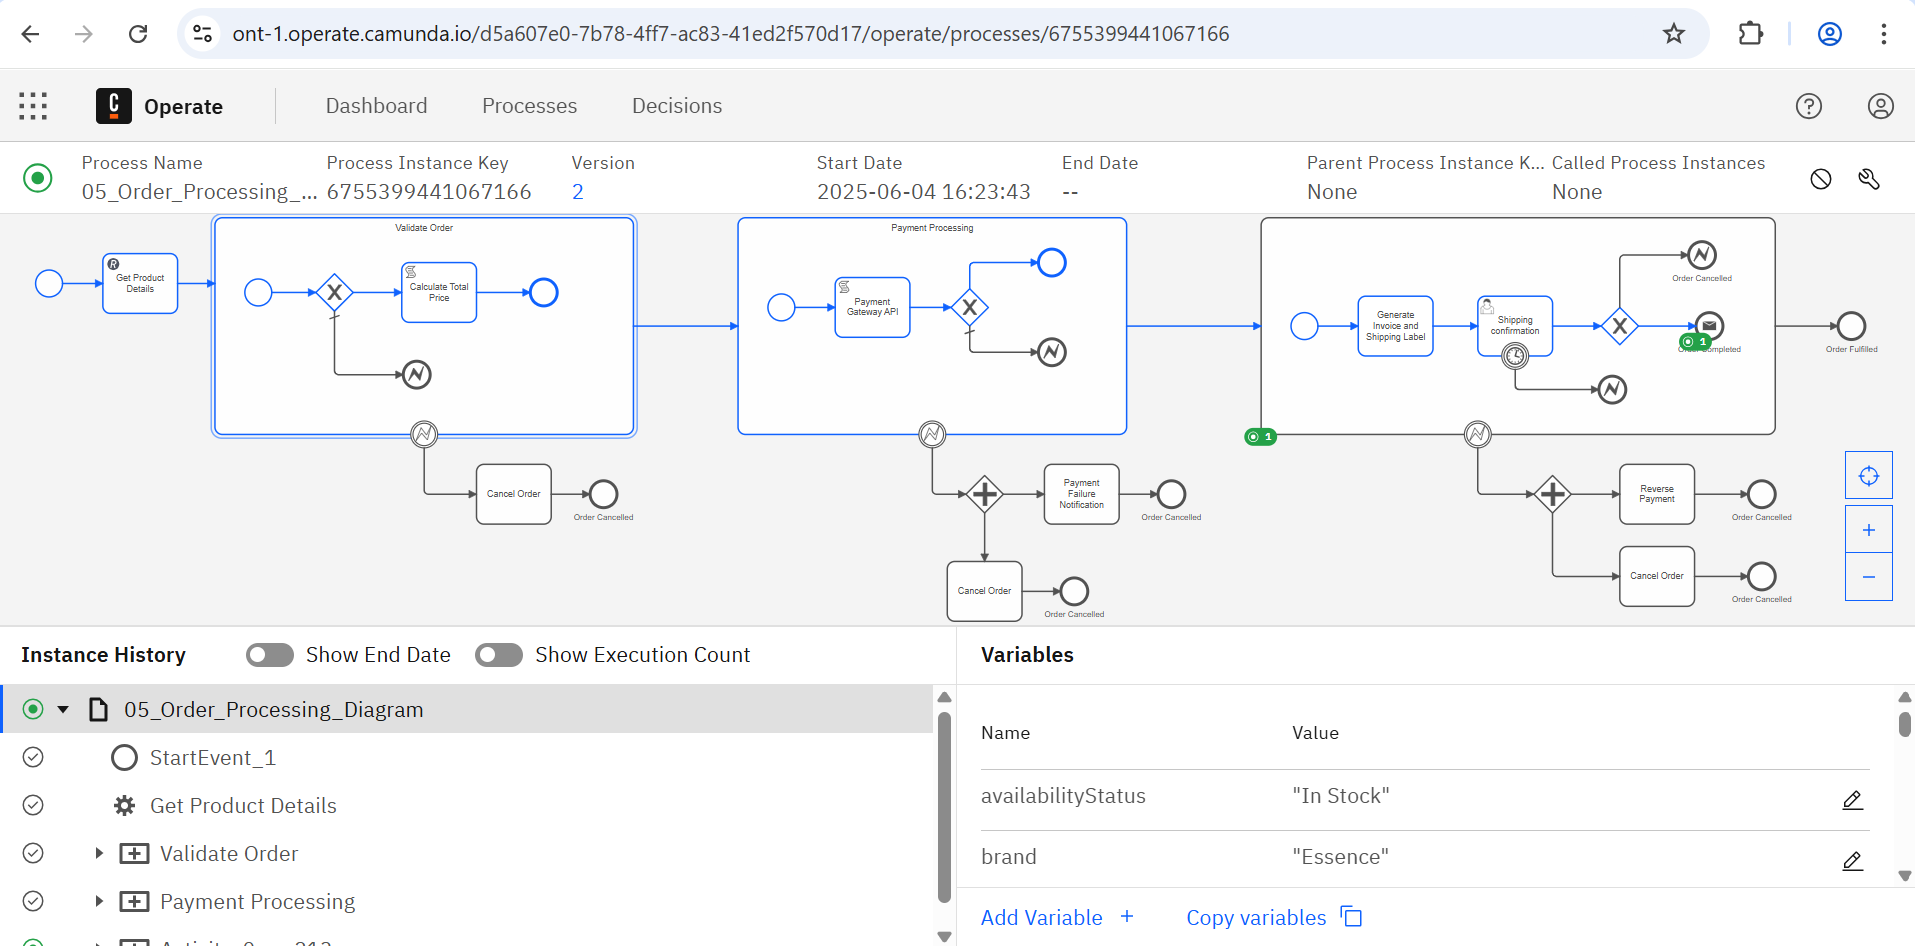 ont-1.operate.camunda.io/d5a607e0-7b78-4ff7-ac83-41ed2f570d17/operate/processes/6755399441067166
C Operate Dashboard Processes Decisions
Process Name Process Instance Key Version Start Date End Date Parent Process Instance K... Called Process Instances
05_Order_Processing_... 6755399441067166 2 2025-06-04 16:23:43 -- None None
Validate Order
Payment Processing
R
Get Product
Details
X
Calculate Total
Price
Cancel Order
Order Cancelled
Payment
Gateway API
X
Payment
Failure
Notification
Order Cancelled
Cancel Order
Order Cancelled
Generate
Invoice and
Shipping Label
Shipping
confirmation
X
Order Cancelled
1
1
Order Fulfilled
Reverse
Payment
Order Cancelled
Cancel Order
Order Cancelled
Instance History Show End Date Show Execution Count
05_Order_Processing_Diagram
StartEvent_1
Get Product Details
Validate Order
Payment Processing
Variables
Name Value
availabilityStatus "In Stock"
brand "Essence"
Add Variable + Copy variables